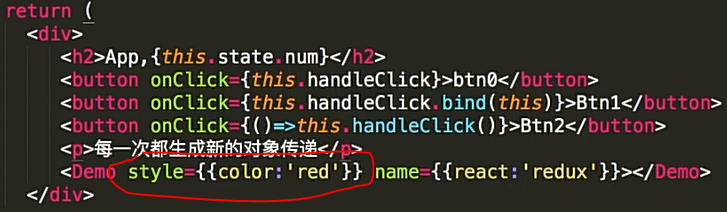 return (
<div>
<h2>App,{this.state.num}</h2>
<button onClick={this.handleClick}>btn0</button>
<button onClick={this.handleClick.bind(this)}>Btn1</button>
<button onClick={()=>this.handleClick()}>Btn2</button>
<p>每一次都生成新的对象传递</p>
<Demo style={{color:'red'}} name={{react:'redux'}}></Demo>
</div>